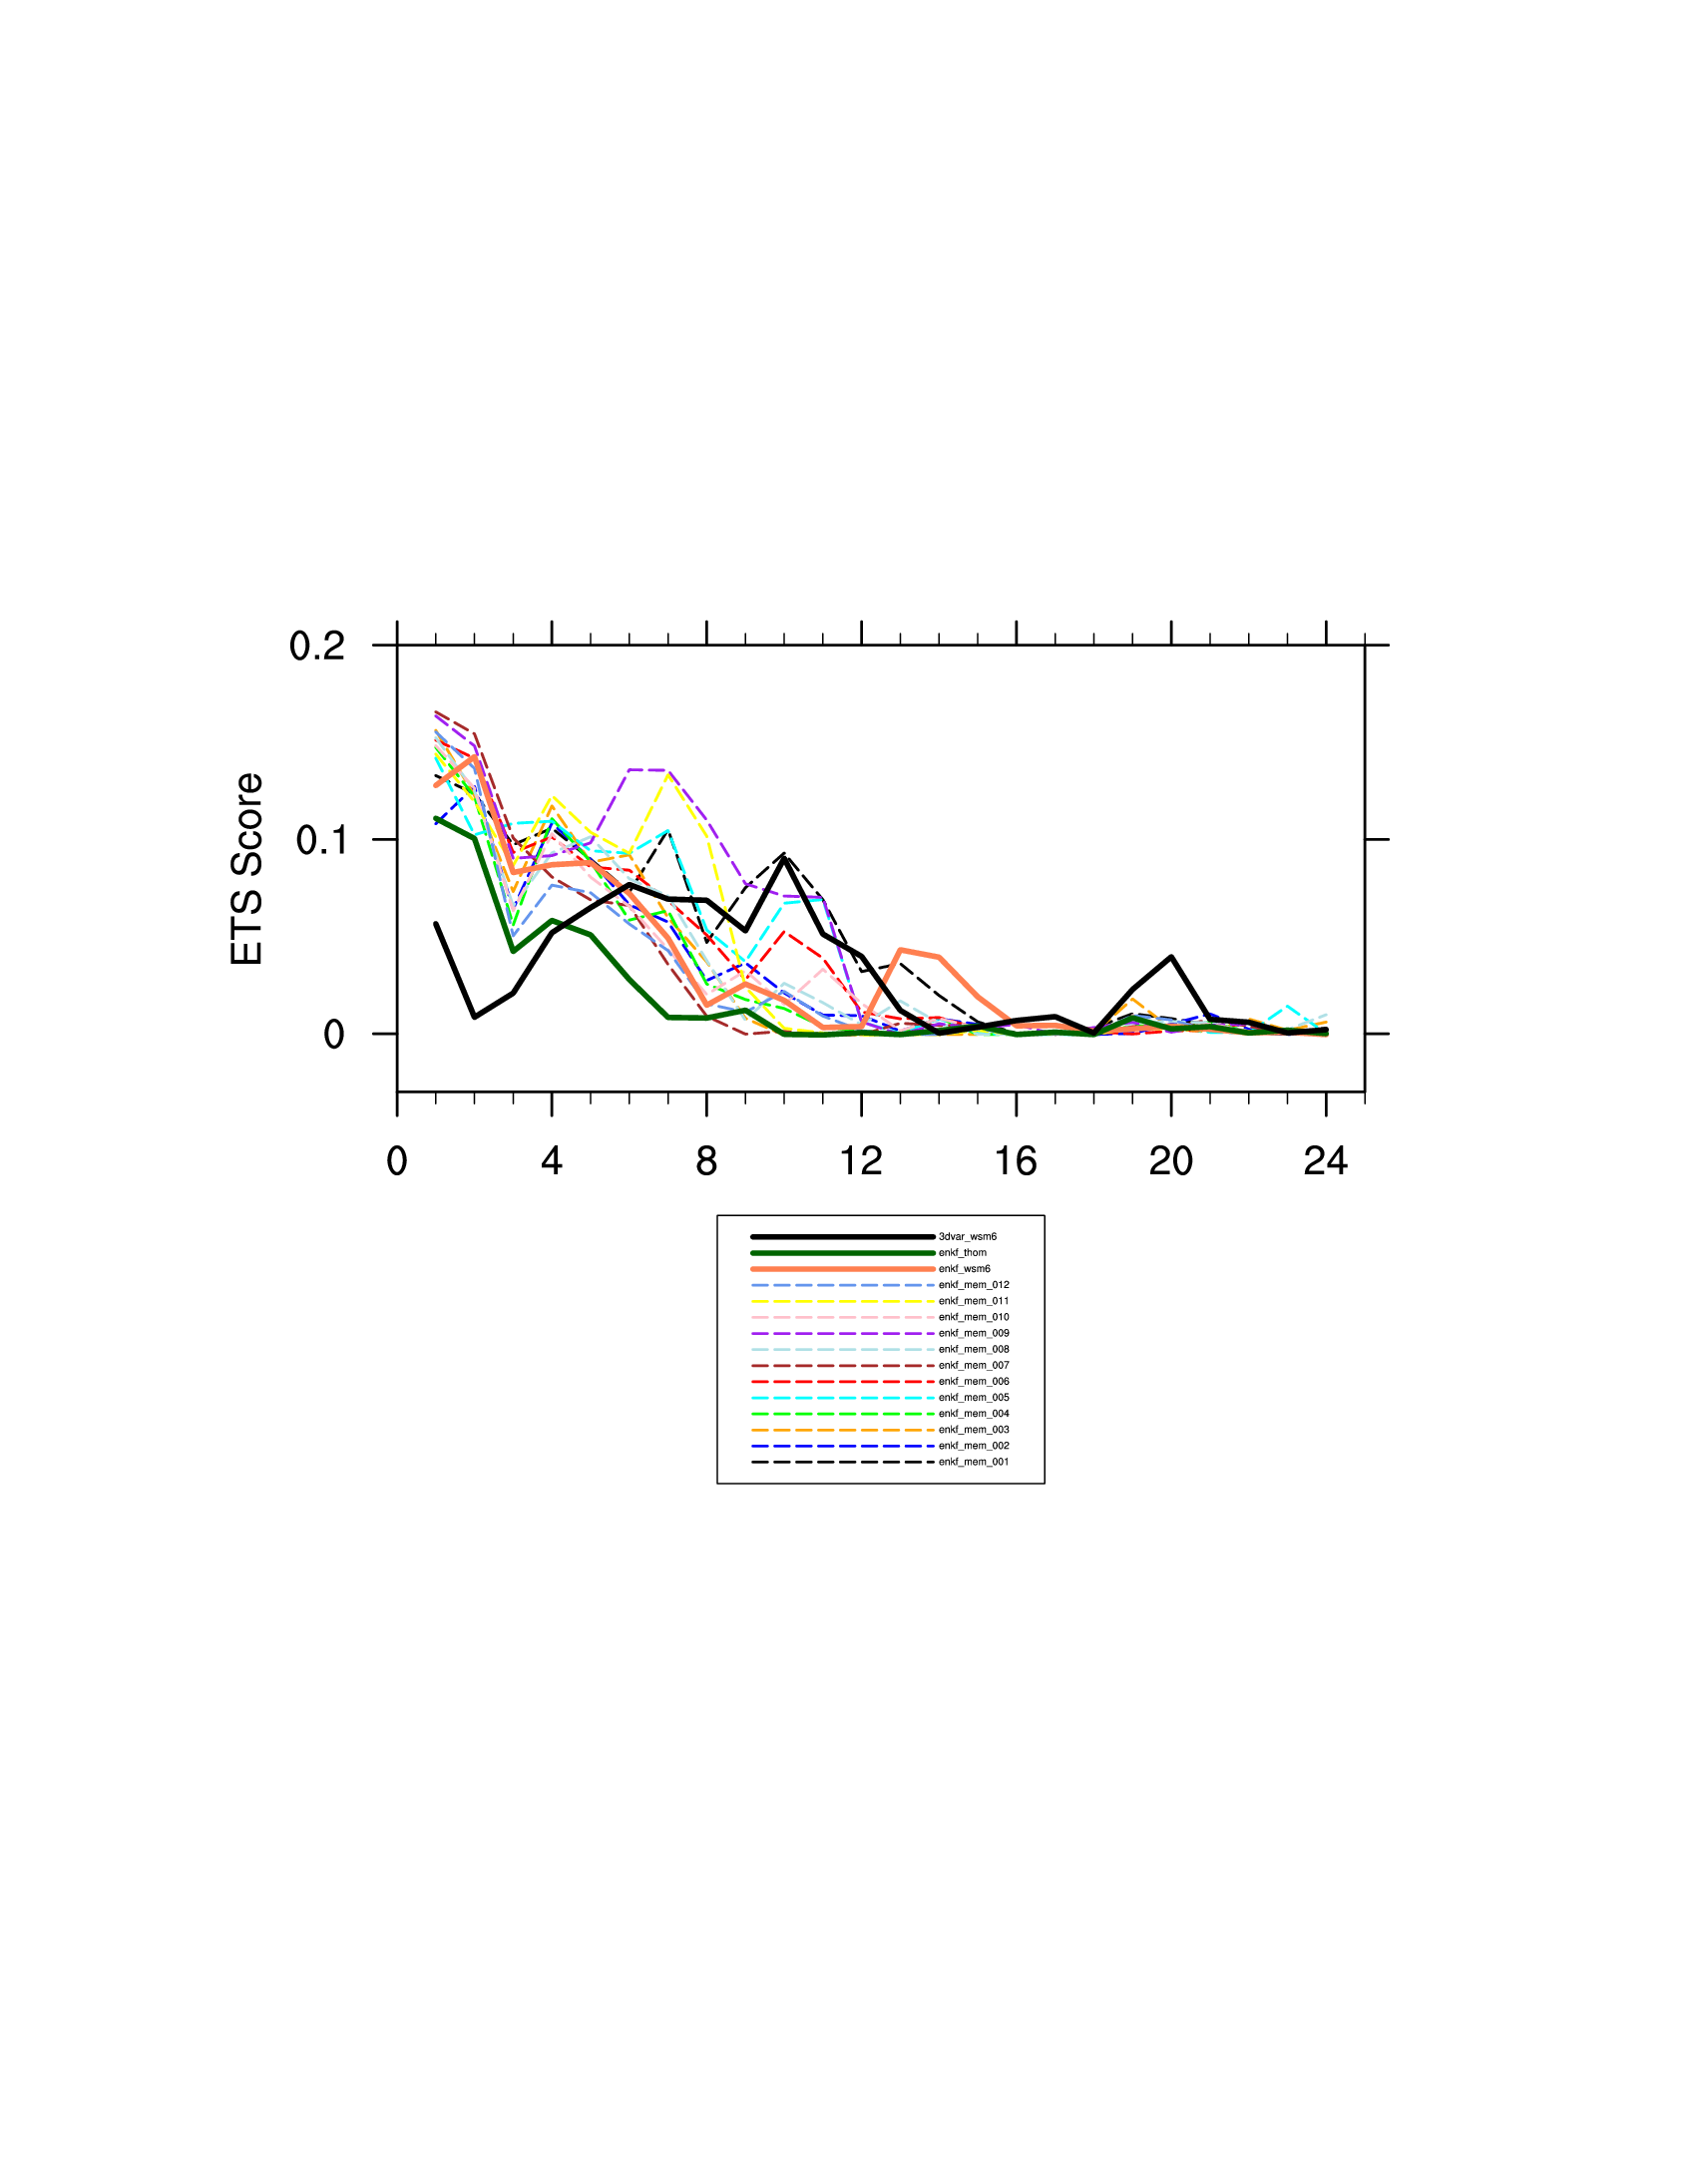 0.2
0.1
0
ETS Score
0 4 8 12 16 20 24
3dvar_wsm6
enkf_thom
enkf_wsm6
enkf_mem_012
enkf_mem_011
enkf_mem_010
enkf_mem_009
enkf_mem_008
enkf_mem_007
enkf_mem_006
enkf_mem_005
enkf_mem_004
enkf_mem_003
enkf_mem_002
enkf_mem_001